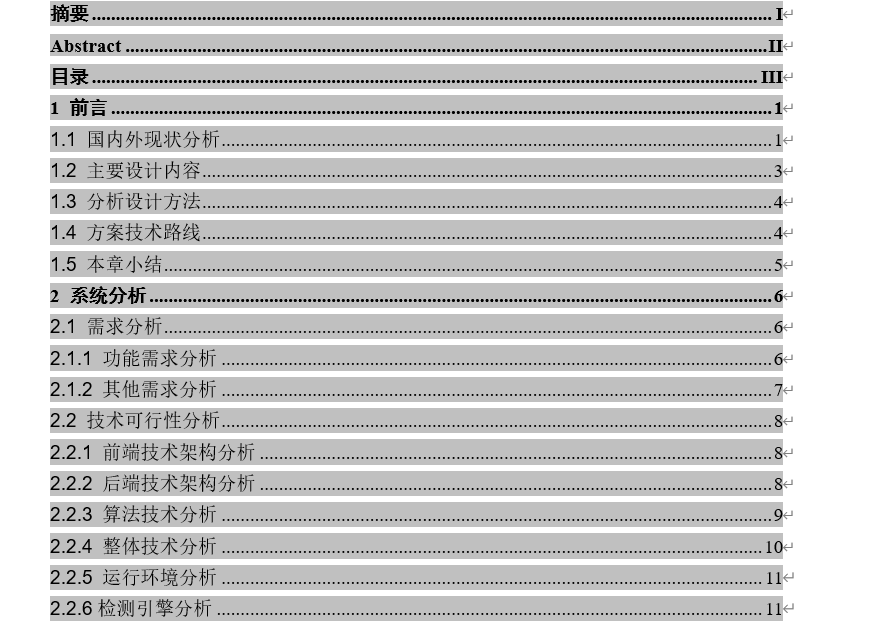 摘要 I
Abstract II
目录 III
1 前言 1
1.1 国内外现状分析 1
1.2 主要设计内容 3
1.3 分析设计方法 4
1.4 方案技术路线 4
1.5 本章小结 5
2 系统分析 6
2.1 需求分析 6
2.1.1 功能需求分析 6
2.1.2 其他需求分析 7
2.2 技术可行性分析 8
2.2.1 前端技术架构分析 8
2.2.2 后端技术架构分析 8
2.2.3 算法技术分析 9
2.2.4 整体技术分析 10
2.2.5 运行环境分析 11
2.2.6检测引擎分析 11